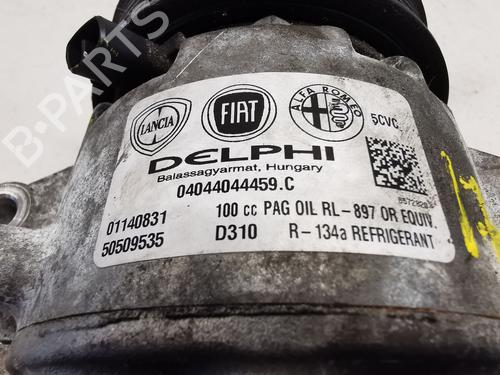 LANCIA
FIAT
ALFA ROMEO
5CVC
DELPHI
Balassagyarmat, Hungary
04044044459.C
01140831
100 cc PAG OIL RL-897 OR EQUIV.
50509535
D310
R-134a REFRIGERANT
B-PARTS